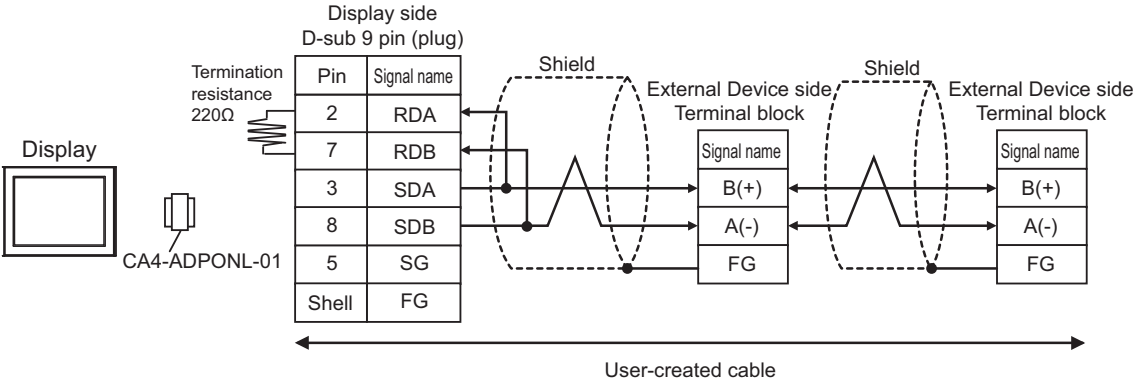 Display side
D-sub 9 pin (plug)
Termination
resistance
220Ω
Pin Signal name
2 RDA
7 RDB
3 SDA
8 SDB
5 SG
Shell FG
Display
CA4-ADPONL-01
Shield
External Device side
Terminal block
Signal name
B(+)
A(-)
FG
Shield
External Device side
Terminal block
Signal name
B(+)
A(-)
FG
User-created cable